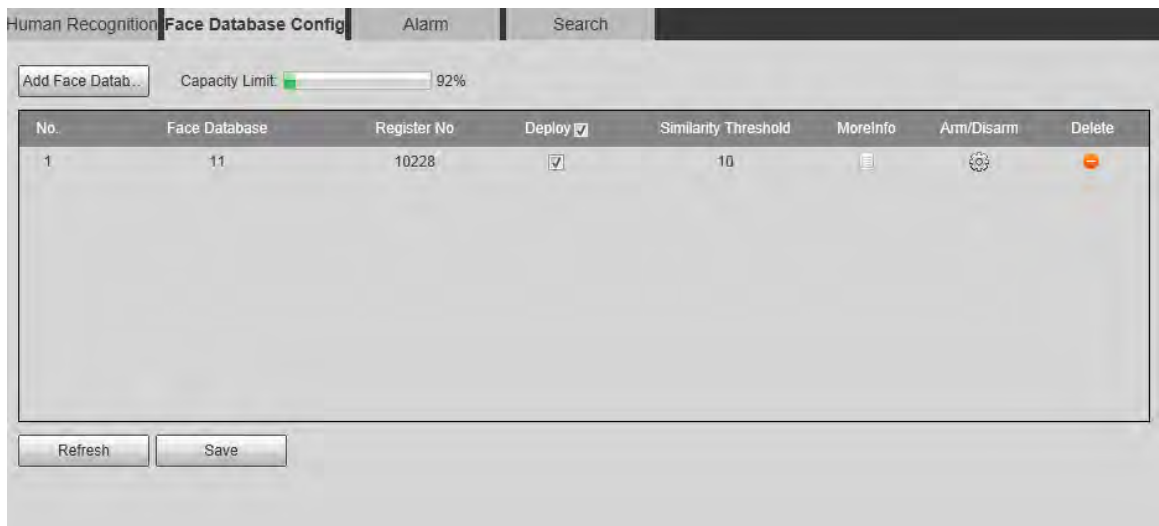 Human Recognition Face Database Config Alarm Search
Add Face Datab... Capacity Limit: 92%
No. Face Database Register No Deploy Similarity Threshold MoreInfo Arm/Disarm Delete
1 11 10228 10
Refresh Save